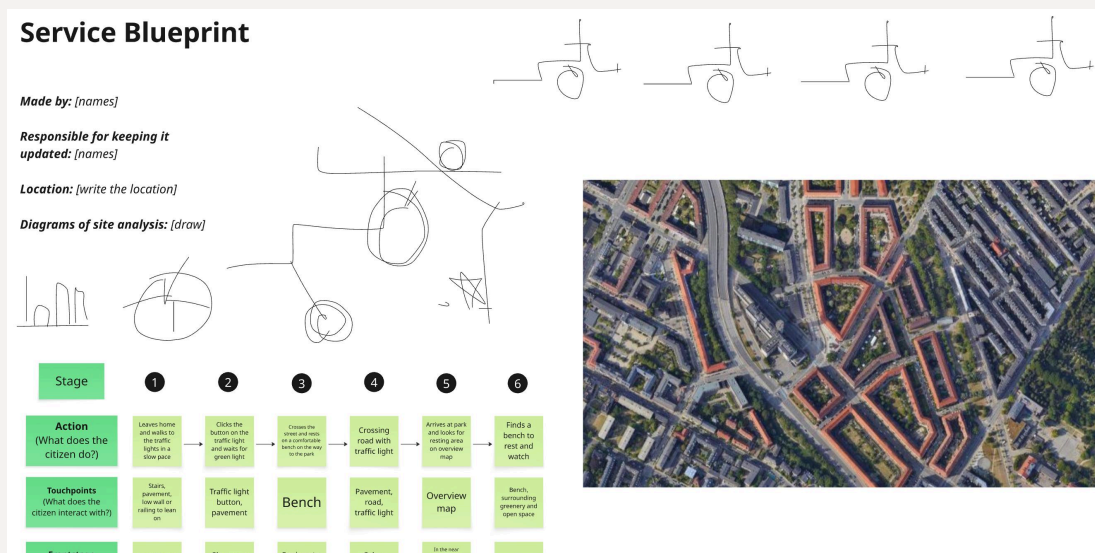 Service Blueprint
Made by: [names]
Responsible for keeping it
updated: [names]
Location: [write the location]
Diagrams of site analysis: [draw]
Stage
1
2
3
4
5
6
Action
(What does the
citizen do?)
Leaves home
and walks to
the traffic
lights in a
slow pace
Clicks the
button on the
traffic light
and waits for
green light
Crosses the
street and rests
on a comfortable
bench on the way
to the park
Crossing
road with
traffic light
Arrives at park
and looks for
resting area
on overview
map
Finds a
bench to
rest and
watch
Touchpoints
(What does the
citizen interact with?)
Stairs,
pavement,
low wall or
railing to lean
on
Traffic light
button,
pavement
Bench
Pavement,
road,
traffic light
Overview
map
Bench,
surrounding
greenery and
open space
In the near